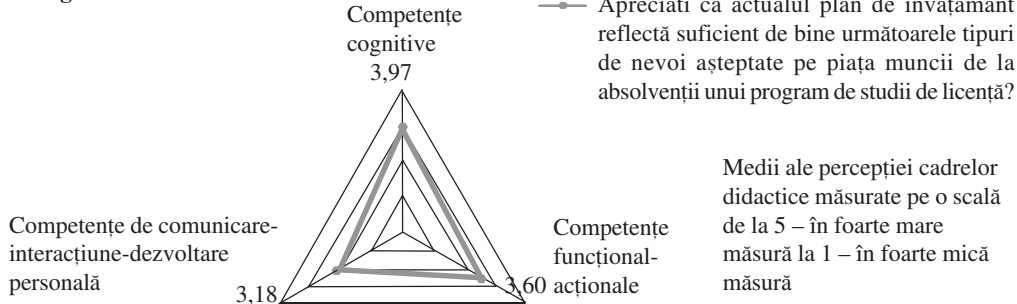 Competențe
cognitive
3,97
Apreciati că actualul plan de învățământ
reflectă suficient de bine următoarele tipuri
de nevoi așteptate pe piața muncii de la
absolvenții unui program de studii de licență?
Medii ale percepției cadrelor
didactice măsurate pe o scală
de la 5 – în foarte mare
măsură la 1 – în foarte mică
măsură
Competențe de comunicare-
interacțiune-dezvoltare
personală
3,18
Competențe
funcțional-
3,60 acționale